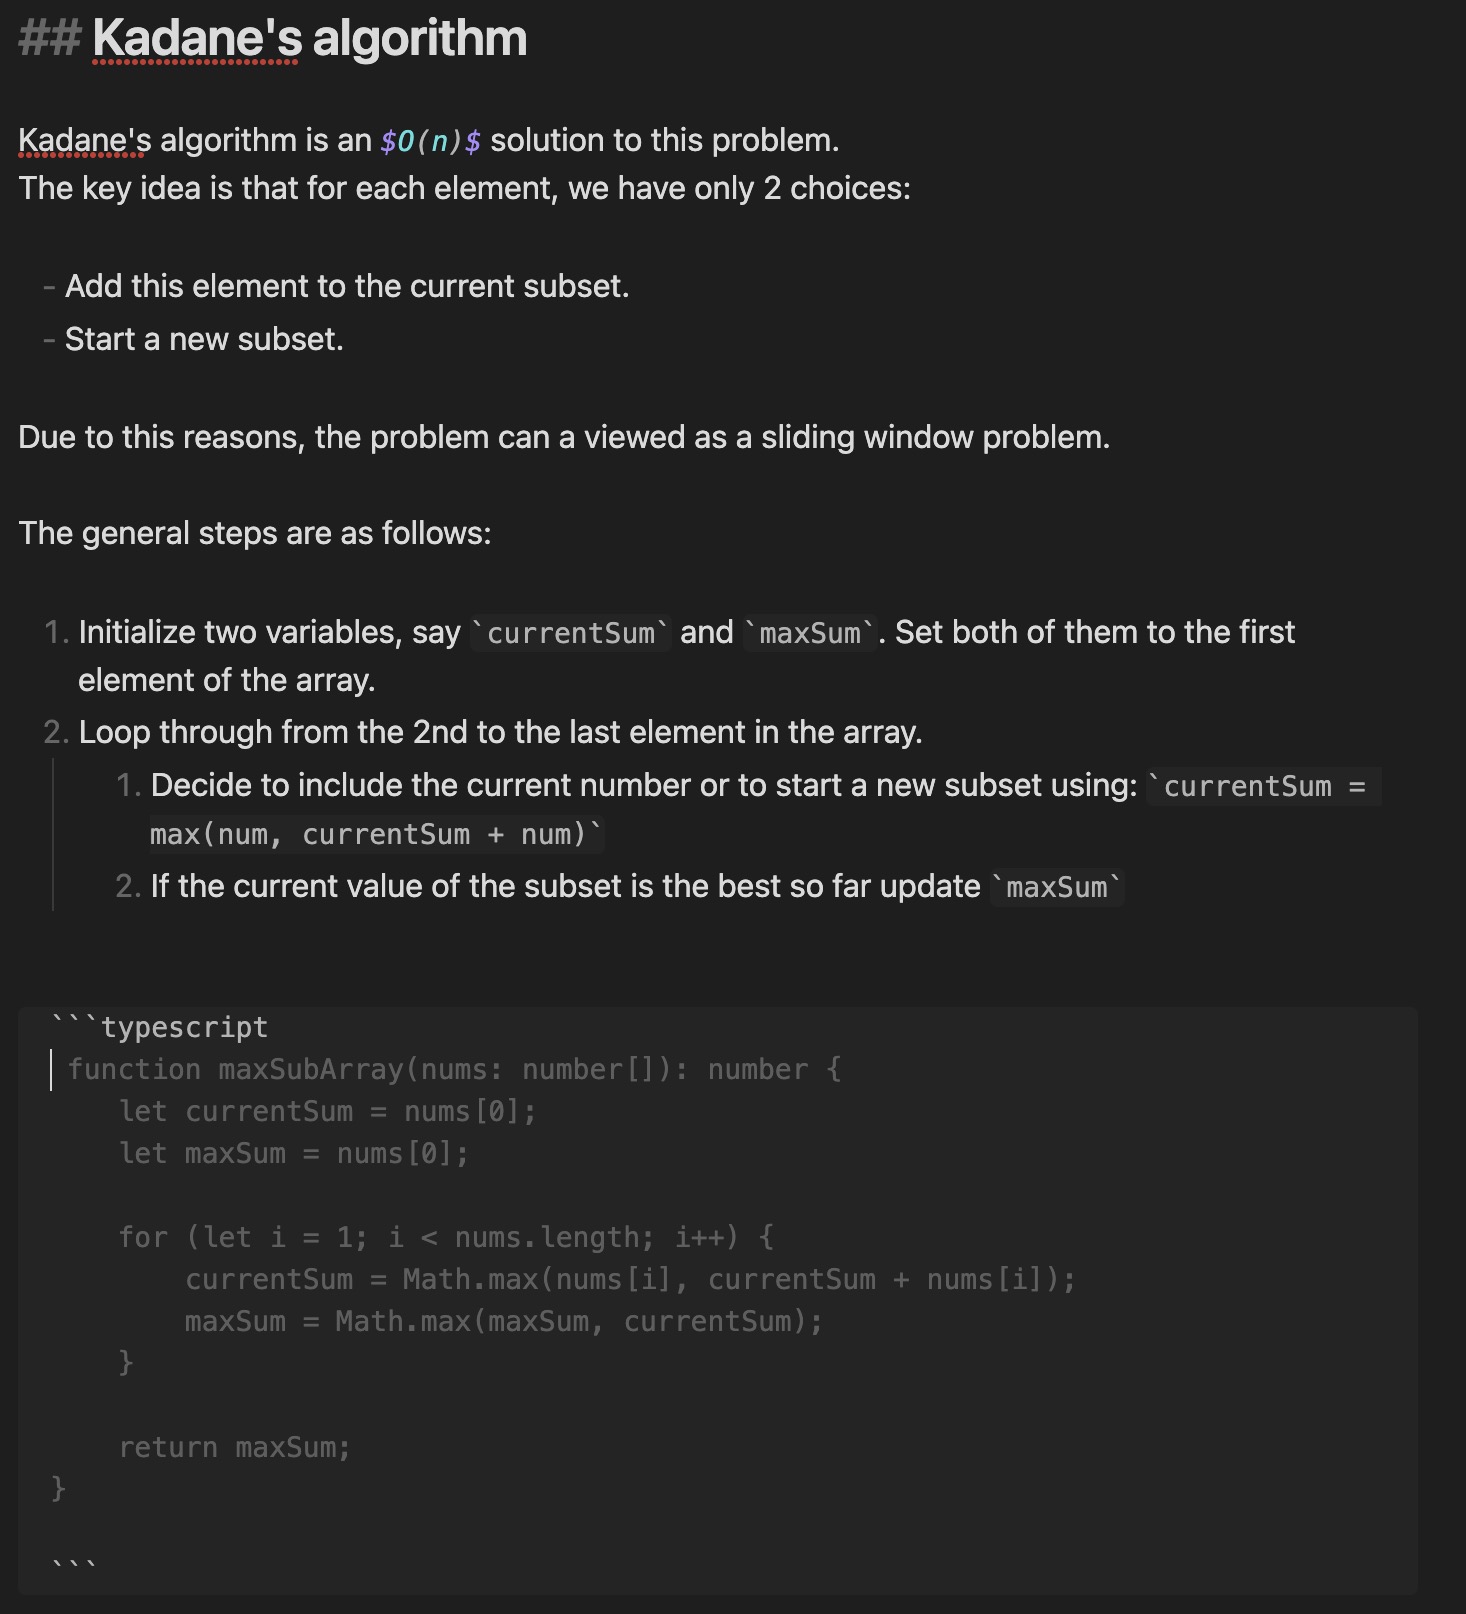 ## Kadane's algorithm
Kadane's algorithm is an $O(n)$ solution to this problem.
The key idea is that for each element, we have only 2 choices:
- Add this element to the current subset.
- Start a new subset.
Due to this reasons, the problem can a viewed as a sliding window problem.
The general steps are as follows:
1. Initialize two variables, say `currentSum` and `maxSum`. Set both of them to the first
element of the array.
2. Loop through from the 2nd to the last element in the array.
1. Decide to include the current number or to start a new subset using: `currentSum =
max(num, currentSum + num)`
2. If the current value of the subset is the best so far update `maxSum`
```typescript
function maxSubArray(nums: number[]): number {
    let currentSum = nums[0];
    let maxSum = nums[0];
    for (let i = 1; i < nums.length; i++) {
        currentSum = Math.max(nums[i], currentSum + nums[i]);
        maxSum = Math.max(maxSum, currentSum);
    }
    return maxSum;
}
```